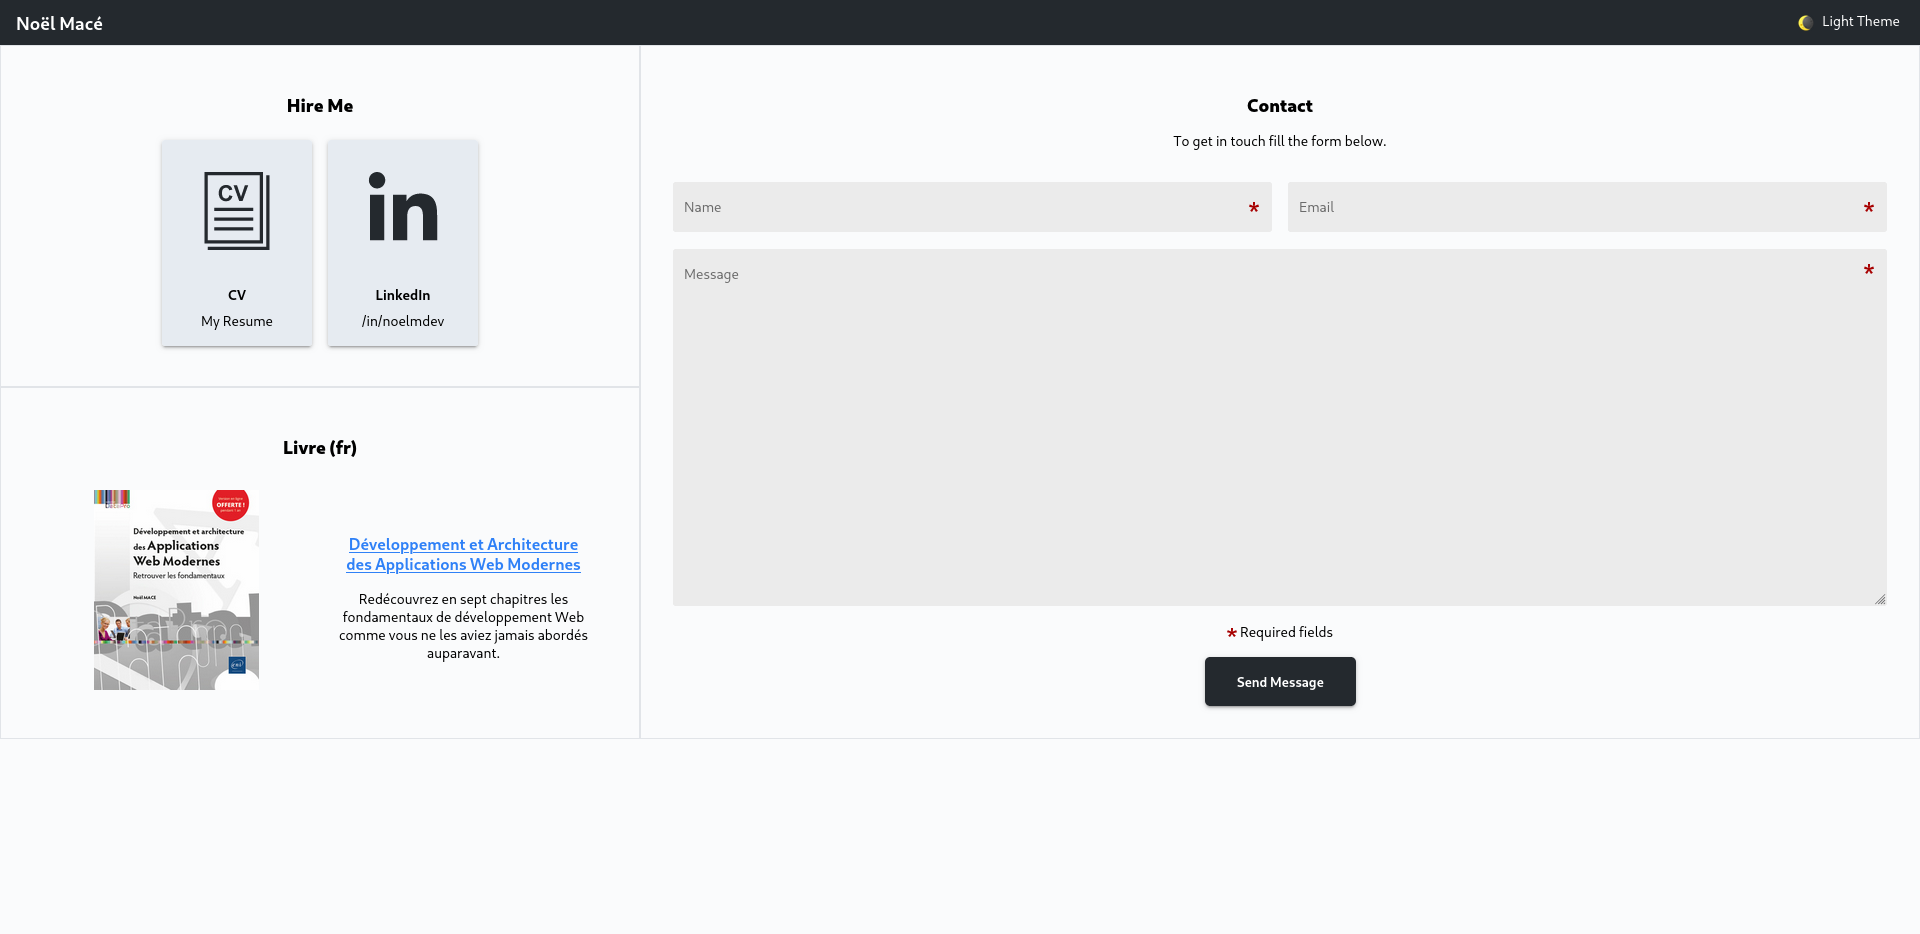 Noël Macé
Light Theme
Hire Me
CV
CV
My Resume
in
LinkedIn
/in/noelmdev
Livre (fr)
OFFERTE !
Développement et architecture
des Applications
Web Modernes
Retrouver les fondamentaux
Noël MACE
Développement et Architecture
des Applications Web Modernes
Redécouvrez en sept chapitres les
fondamentaux de développement Web
comme vous ne les aviez jamais abordés
auparavant.
Contact
To get in touch fill the form below.
Name *
Email *
Message *
* Required fields
Send Message